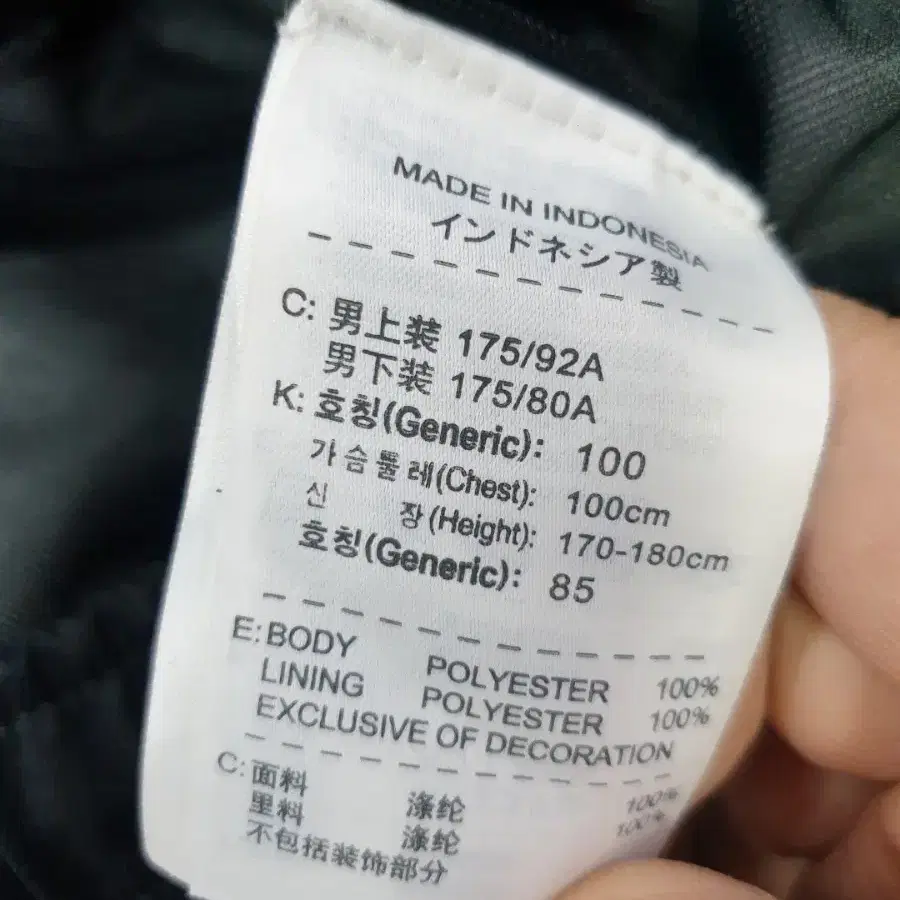 MADE IN INDONESIA
インドネシア製
C: 男上装 175/92A
男下装 175/80A
K: 호칭(Generic): 100
가슴둘레(Chest): 100cm
신 장(Height): 170-180cm
호칭(Generic): 85
E: BODY POLYESTER 100%
LINING POLYESTER 100%
EXCLUSIVE OF DECORATION
C: 面料 涤纶 100%
里料 涤纶 100%
不包括装饰部分